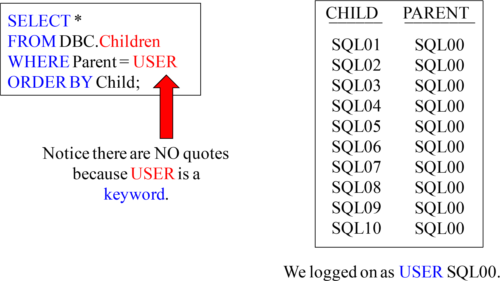 SELECT *
FROM DBC.Children
WHERE Parent = USER
ORDER BY Child;
Notice there are NO quotes
because USER is a
keyword.
CHILD PARENT
SQL01 SQL00
SQL02 SQL00
SQL03 SQL00
SQL04 SQL00
SQL05 SQL00
SQL06 SQL00
SQL07 SQL00
SQL08 SQL00
SQL09 SQL00
SQL10 SQL00
We logged on as USER SQL00.